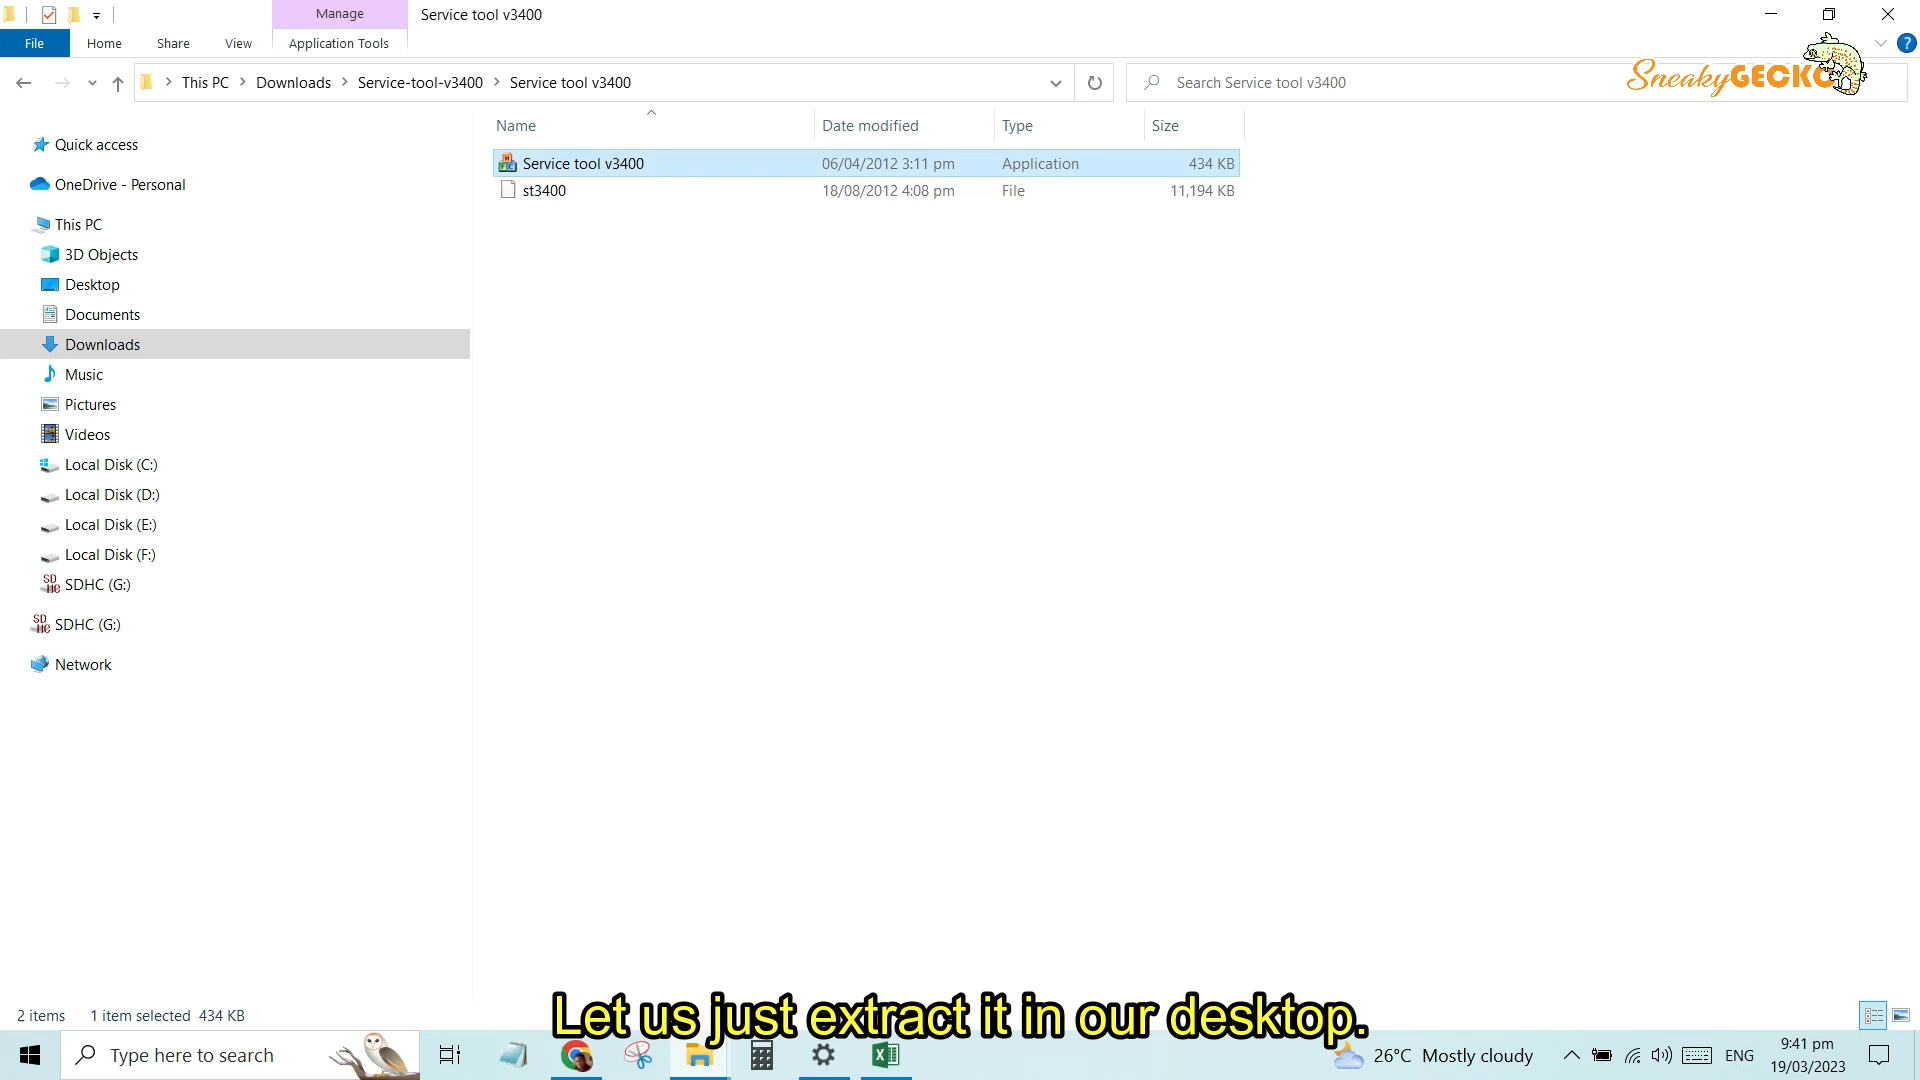 Manage
Service tool v3400
File
Home
Share
View
Application Tools
This PC
Downloads
Service-tool-v3400
Service tool v3400
Search Service tool v3400
SneakyGECKO
Name
Date modified
Type
Size
Service tool v3400
06/04/2012 3:11 pm
Application
434 KB
st3400
18/08/2012 4:08 pm
File
11,194 KB
Quick access
OneDrive - Personal
This PC
3D Objects
Desktop
Documents
Downloads
Music
Pictures
Videos
Local Disk (C:)
Local Disk (D:)
Local Disk (E:)
Local Disk (F:)
SDHC (G:)
SDHC (G:)
Network
2 items
1 item selected 434 KB
Let us just extract it in our desktop.
Type here to search
26°C Mostly cloudy
ENG
9:41 pm
19/03/2023